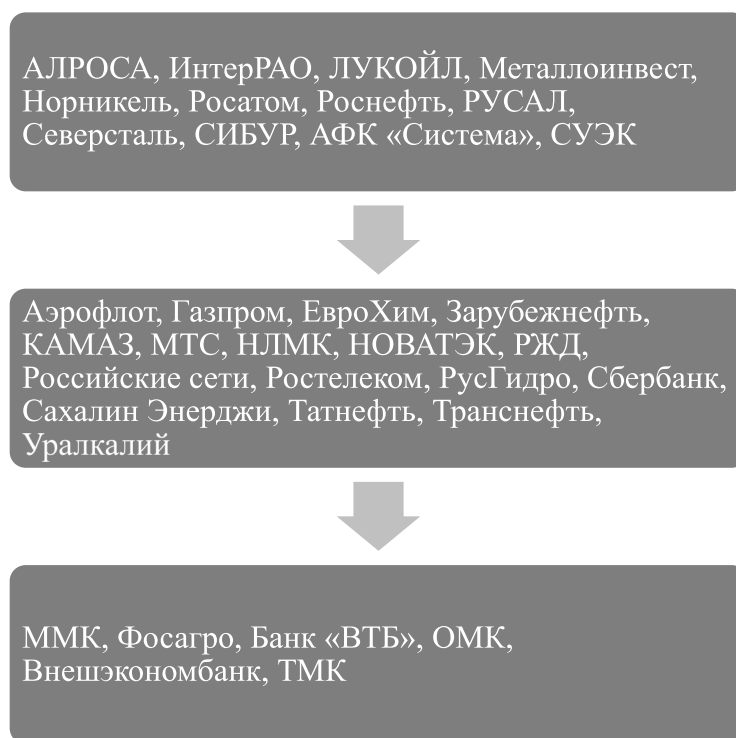 АЛРОСА, ИнтерРАО, ЛУКОЙЛ, Металлоинвест,
Норникель, Росатом, Роснефть, РУСАЛ,
Северсталь, СИБУР, АФК «Система», СУЭК
Аэрофлот, Газпром, ЕвроХим, Зарубежнефть,
КАМАЗ, МТС, НЛМК, НОВАТЭК, РЖД,
Российские сети, Ростелеком, РусГидро, Сбербанк,
Сахалин Энерджи, Татнефть, Транснефть,
Уралкалий
ММК, Фосагро, Банк «ВТБ», ОМК,
Внешэкономбанк, ТМК